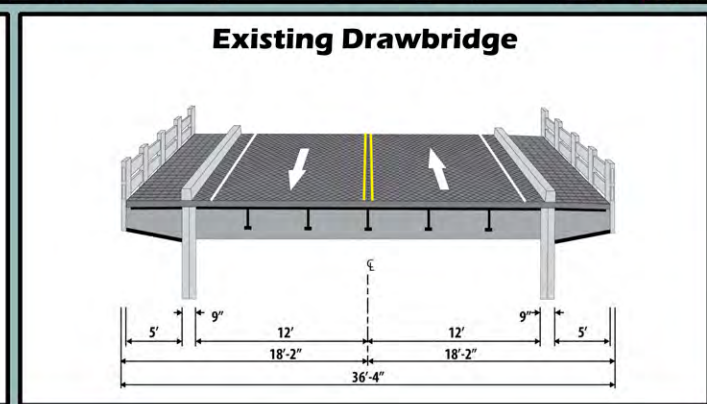 Existing Drawbridge
℄
9" 9"
5' 12' 12' 5'
18'-2" 18'-2"
36'-4"